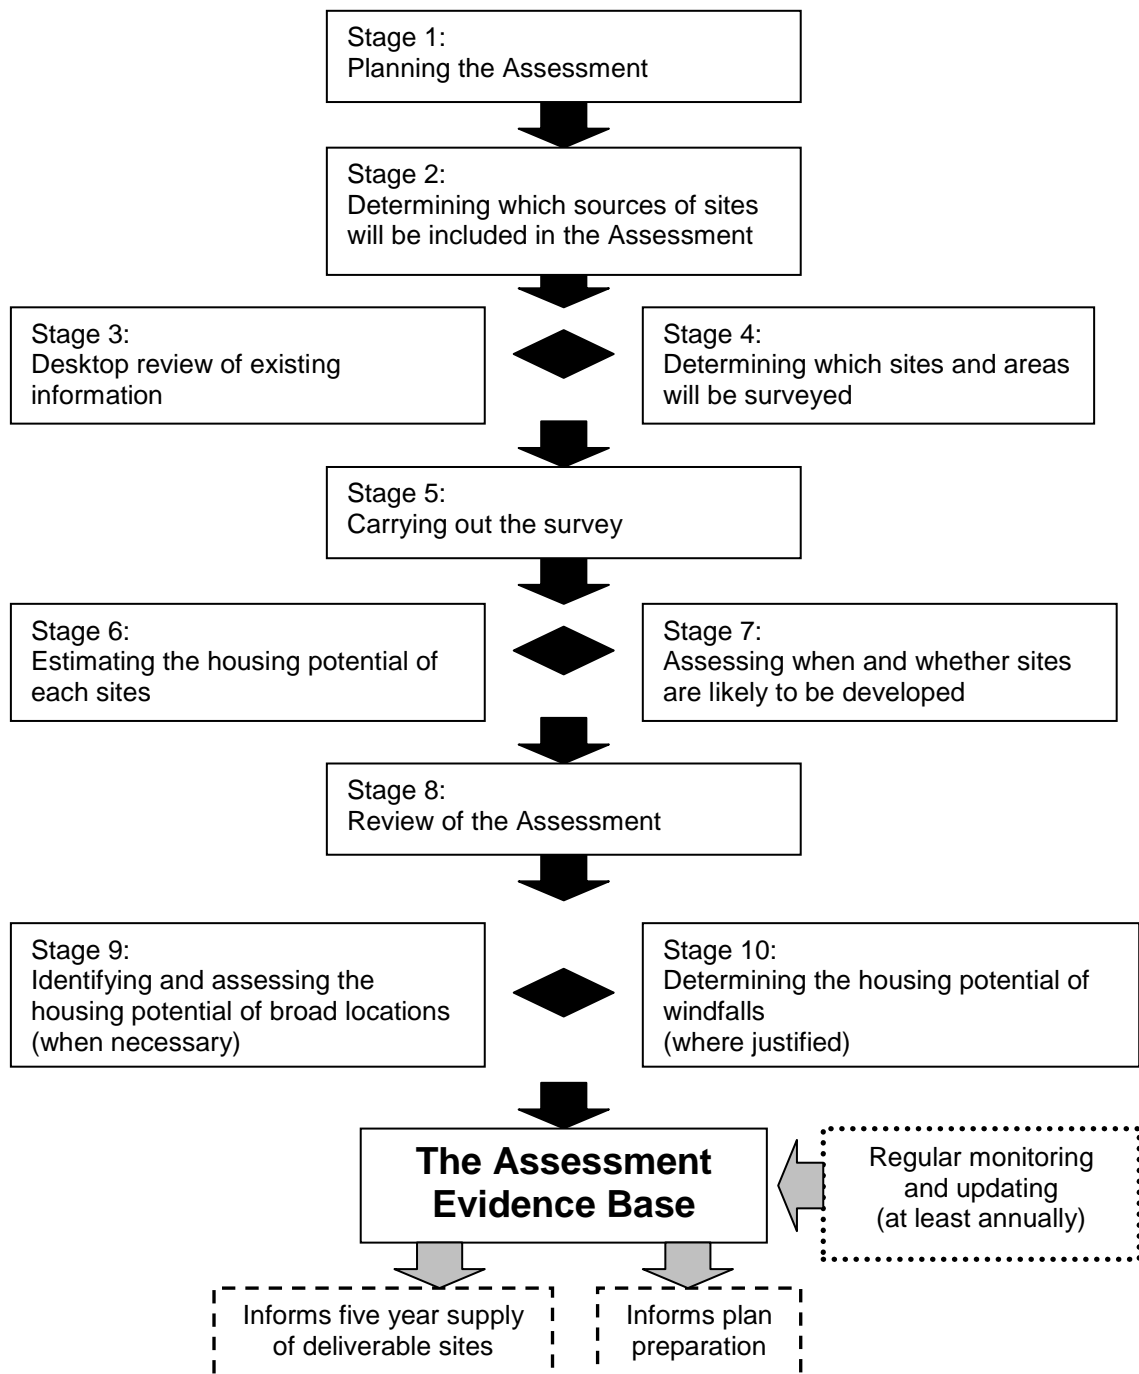 Stage 1:
Planning the Assessment
Stage 2:
Determining which sources of sites
will be included in the Assessment
Stage 3:
Desktop review of existing
information
Stage 4:
Determining which sites and areas
will be surveyed
Stage 5:
Carrying out the survey
Stage 6:
Estimating the housing potential of
each sites
Stage 7:
Assessing when and whether sites
are likely to be developed
Stage 8:
Review of the Assessment
Stage 9:
Identifying and assessing the
housing potential of broad locations
(when necessary)
Stage 10:
Determining the housing potential of
windfalls
(where justified)
The Assessment
Evidence Base
Regular monitoring
and updating
(at least annually)
Informs five year supply
of deliverable sites
Informs plan
preparation